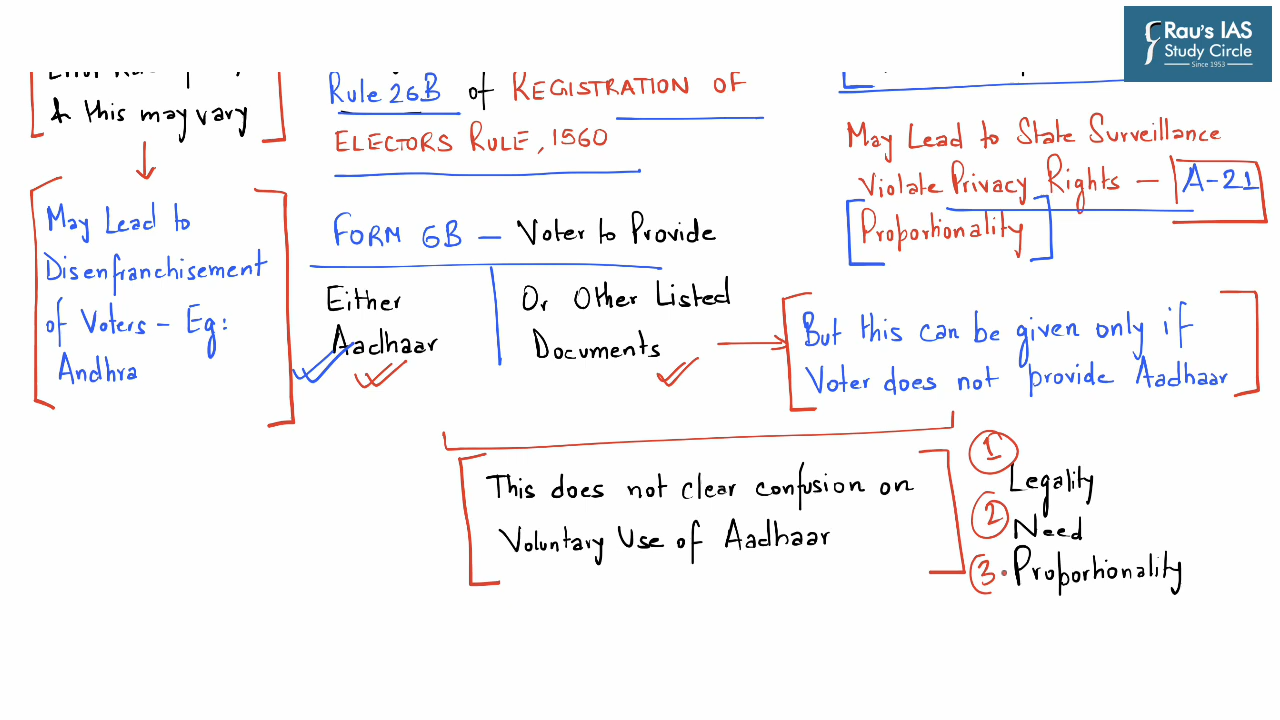 Rau's IAS
Study Circle
Since 1953
& this may vary
May Lead to
Disenfranchisement
of Voters – Eg:
Andhra
Rule 26B of REGISTRATION OF
ELECTORS RULE, 1560
FORM 6B – Voter to Provide
Either
Aadhaar
Or Other Listed
Documents
May Lead to State Surveillance
Violate Privacy Rights – A-21
Proportionality
But this can be given only if
Voter does not provide Aadhaar
This does not clear confusion on
Voluntary Use of Aadhaar
1 Legality
2 Need
3. Proportionality